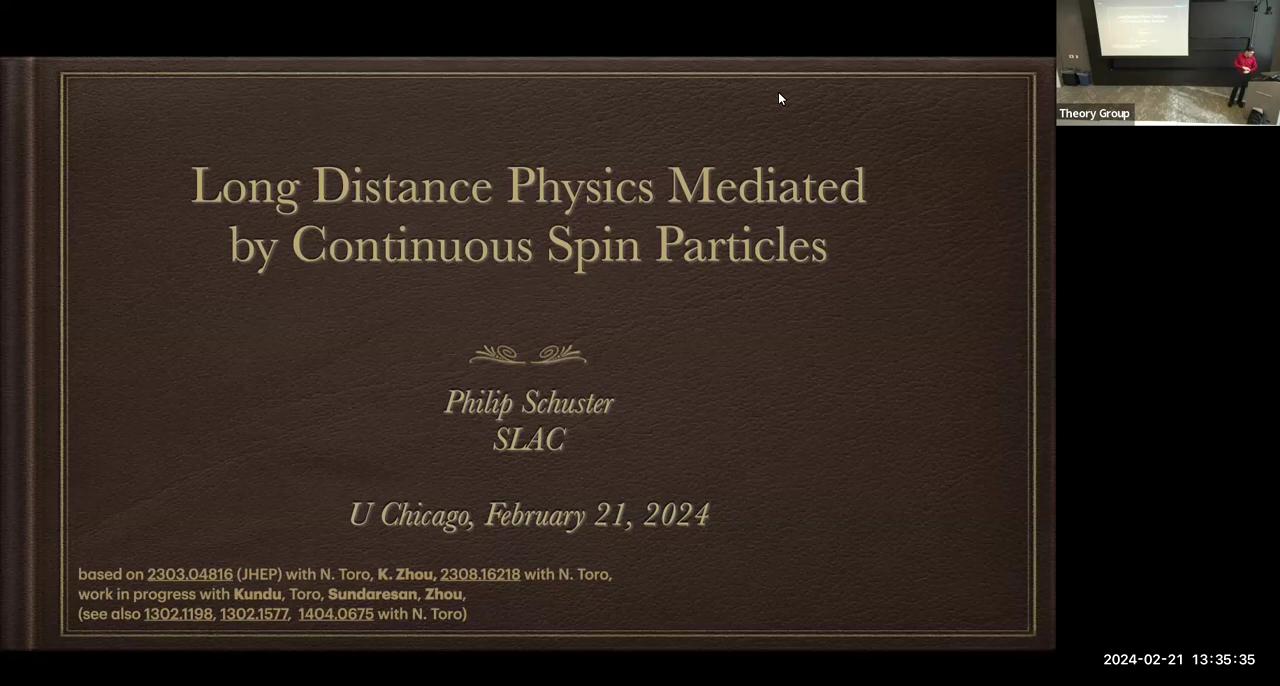 Long Distance Physics Mediated
by Continuous Spin Particles
Philip Schuster
SLAC
U Chicago, February 21, 2024
based on 2303.04816 (JHEP) with N. Toro, K. Zhou, 2308.16218 with N. Toro,
work in progress with Kundu, Toro, Sundaresan, Zhou,
(see also 1302.1198, 1302.1577, 1404.0675 with N. Toro)
Theory Group
2024-02-21 13:35:35